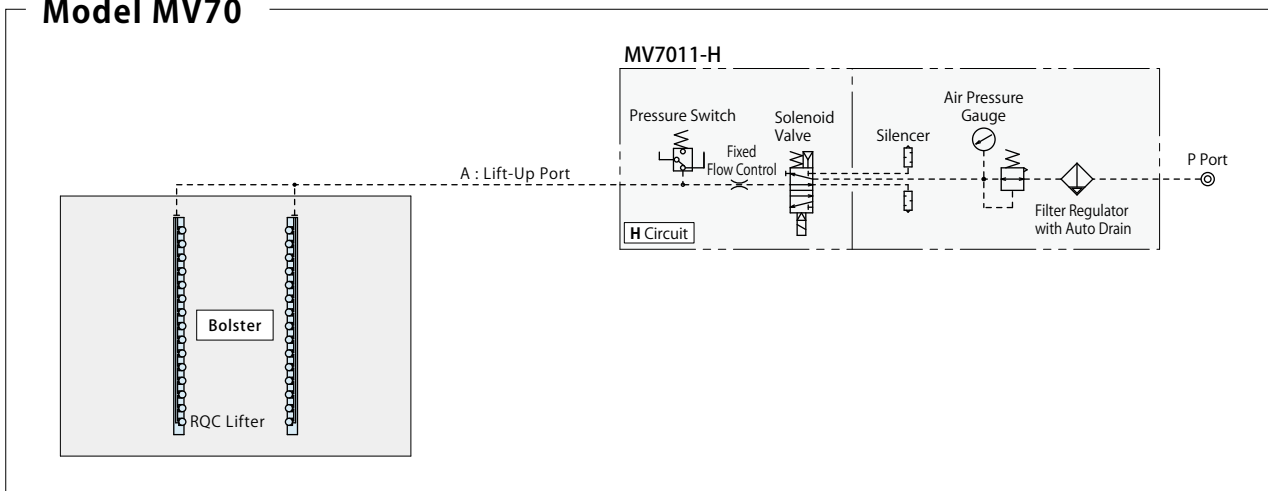 Model MV70
MV7011-H
Air Pressure
Gauge
Pressure Switch
Solenoid
Valve
Silencer
Fixed
Flow Control
P Port
A : Lift-Up Port
Filter Regulator
with Auto Drain
H Circuit
Bolster
RQC Lifter